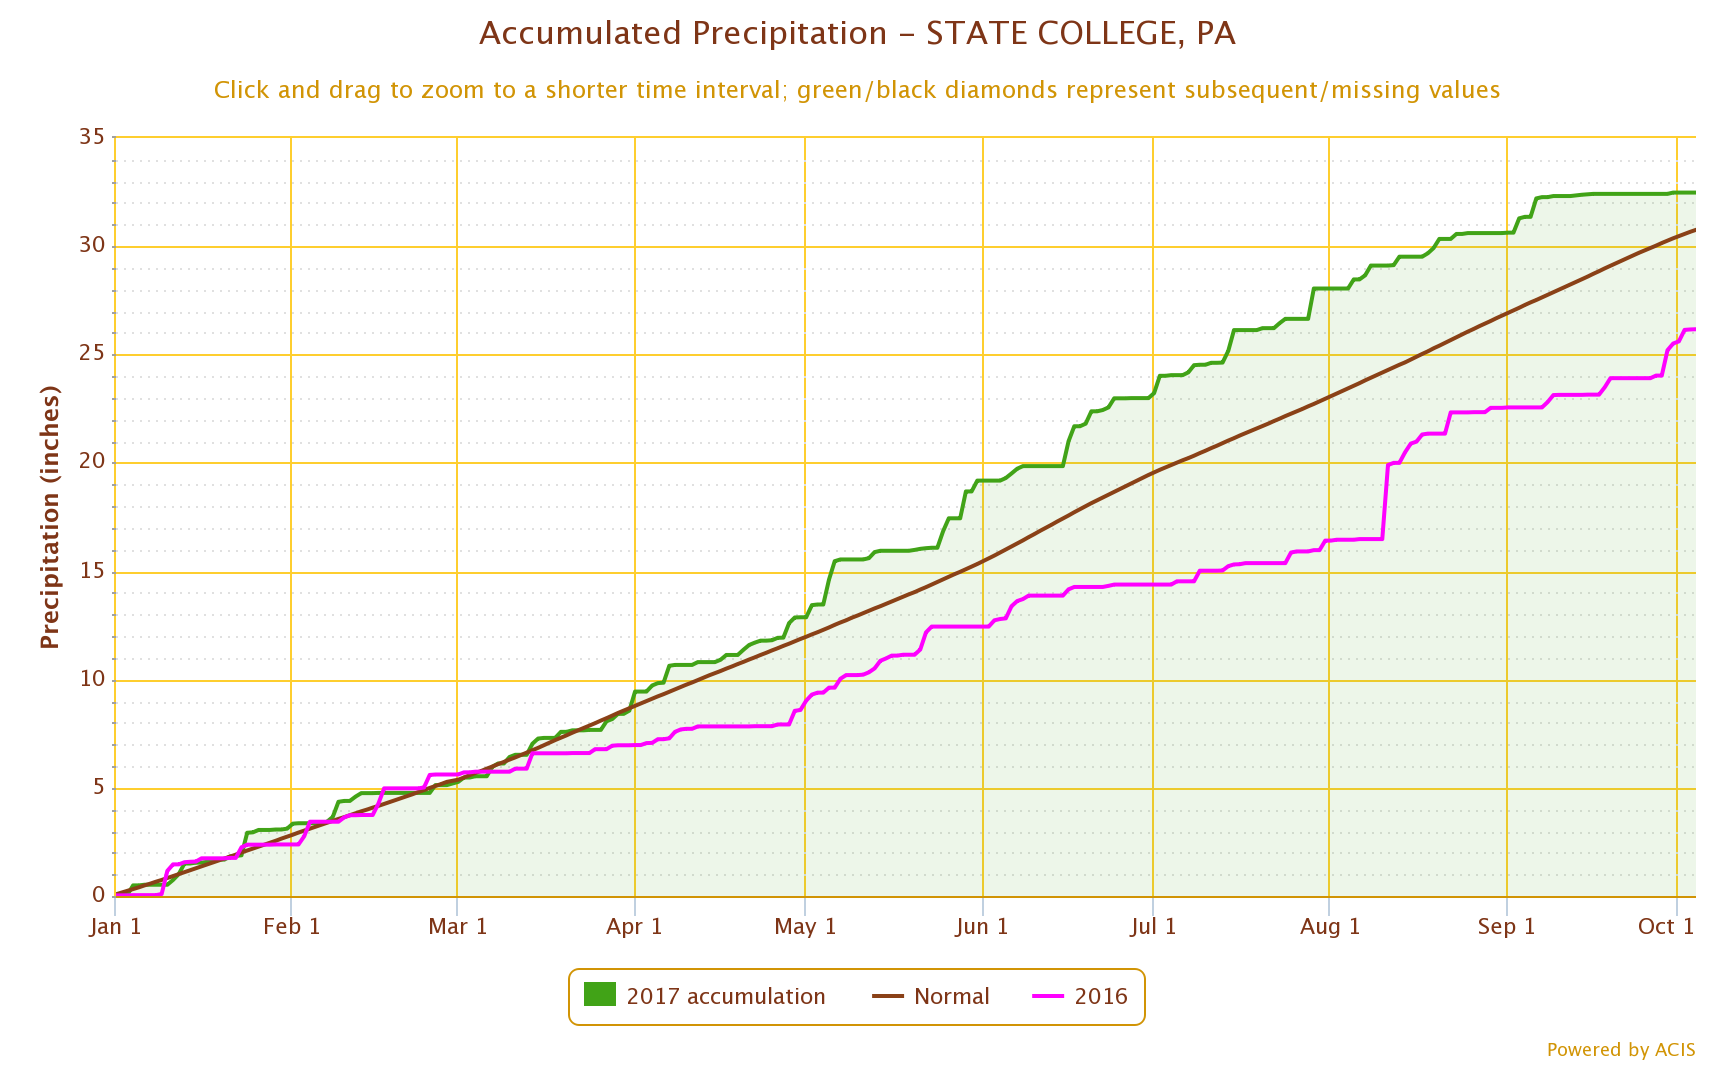 Accumulated Precipitation – STATE COLLEGE, PA
Click and drag to zoom to a shorter time interval; green/black diamonds represent subsequent/missing values
Precipitation (inches)
35
30
25
20
15
10
5
0
Jan 1 Feb 1 Mar 1 Apr 1 May 1 Jun 1 Jul 1 Aug 1 Sep 1 Oct 1
2017 accumulation Normal 2016
Powered by ACIS